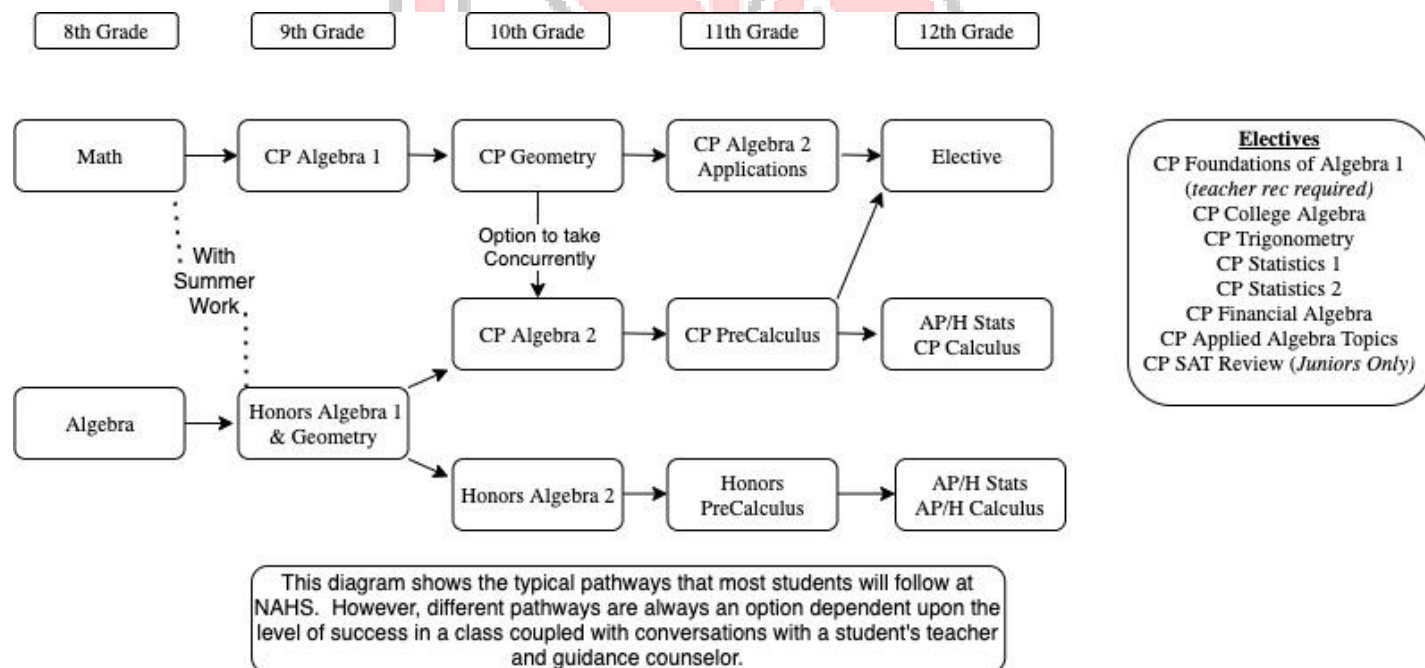 8th Grade
9th Grade
10th Grade
11th Grade
12th Grade
Math
CP Algebra 1
CP Geometry
CP Algebra 2
Applications
Elective
Option to take
Concurrently
With
Summer
Work
CP Algebra 2
CP PreCalculus
AP/H Stats
CP Calculus
Algebra
Honors Algebra 1
& Geometry
Honors Algebra 2
Honors
PreCalculus
AP/H Stats
AP/H Calculus
Electives
CP Foundations of Algebra 1
(teacher rec required)
CP College Algebra
CP Trigonometry
CP Statistics 1
CP Statistics 2
CP Financial Algebra
CP Applied Algebra Topics
CP SAT Review (Juniors Only)
This diagram shows the typical pathways that most students will follow at
NAHS. However, different pathways are always an option dependent upon the
level of success in a class coupled with conversations with a student's teacher
and guidance counselor.